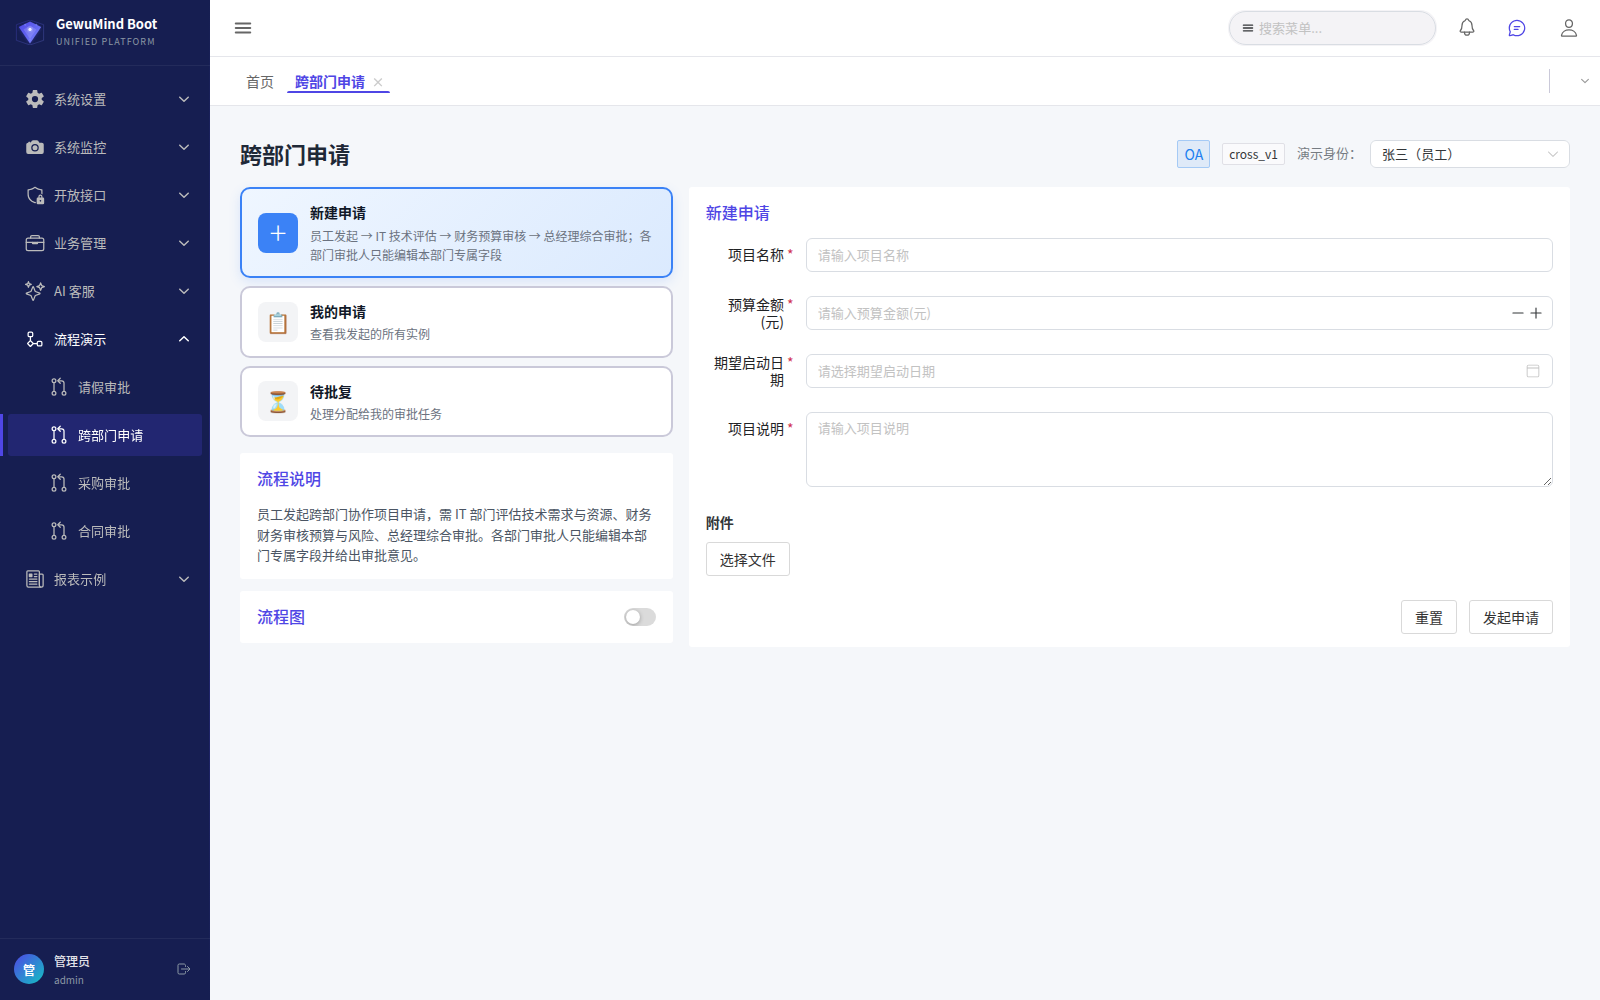 GewuMind Boot
UNIFIED PLATFORM
系统设置
系统监控
开放接口
业务管理
AI 客服
流程演示
请假审批
跨部门申请
采购审批
合同审批
报表示例
管
管理员
admin
搜索菜单...
首页
跨部门申请
跨部门申请
OA
cross_v1
演示身份：
张三（员工）
新建申请
员工发起 → IT 技术评估 → 财务预算审核 → 总经理综合审批；各
部门审批人只能编辑本部门专属字段
我的申请
查看我发起的所有实例
待批复
处理分配给我的审批任务
流程说明
员工发起跨部门协作项目申请，需 IT 部门评估技术需求与资源、财务
财务审核预算与风险、总经理综合审批。各部门审批人只能编辑本部
门专属字段并给出审批意见。
流程图
新建申请
项目名称 *
请输入项目名称
预算金额 *
(元)
请输入预算金额(元)
期望启动日 *
期
请选择期望启动日期
项目说明 *
请输入项目说明
附件
选择文件
重置
发起申请